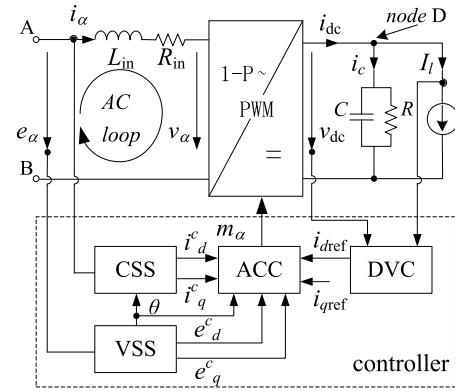 A
i_α
L_in
R_in
AC
loop
e_α
v_α
B
1-P ~
PWM
=
i_dc
node D
i_c
I_l
C
R
v_dc
m_α
CSS
i^c_d
i^c_q
ACC
i_dref
i_qref
DVC
θ
VSS
e^c_d
e^c_q
controller